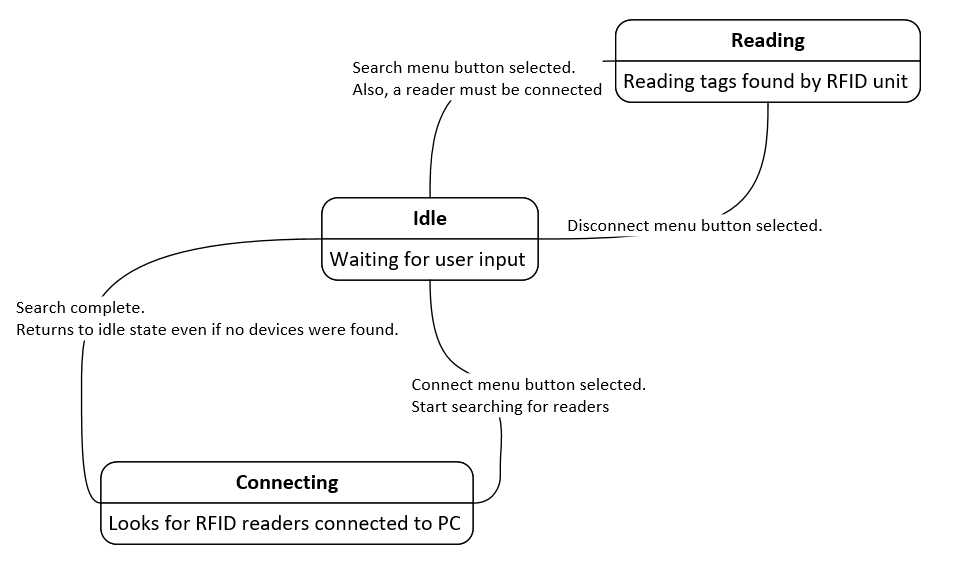 Reading
Reading tags found by RFID unit
Search menu button selected.
Also, a reader must be connected
Idle
Waiting for user input
Disconnect menu button selected.
Search complete.
Returns to idle state even if no devices were found.
Connect menu button selected.
Start searching for readers
Connecting
Looks for RFID readers connected to PC